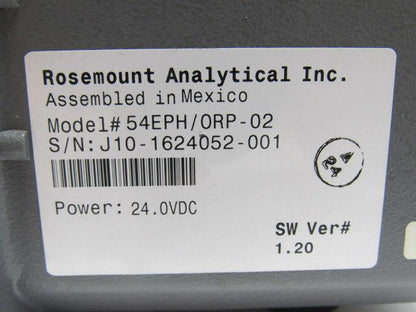 Rosemount Analytical Inc.
Assembled in Mexico
Model# 54EPH/ORP-02
S/N: J10-1624052-001
Power: 24.0VDC
SW Ver#
1.20